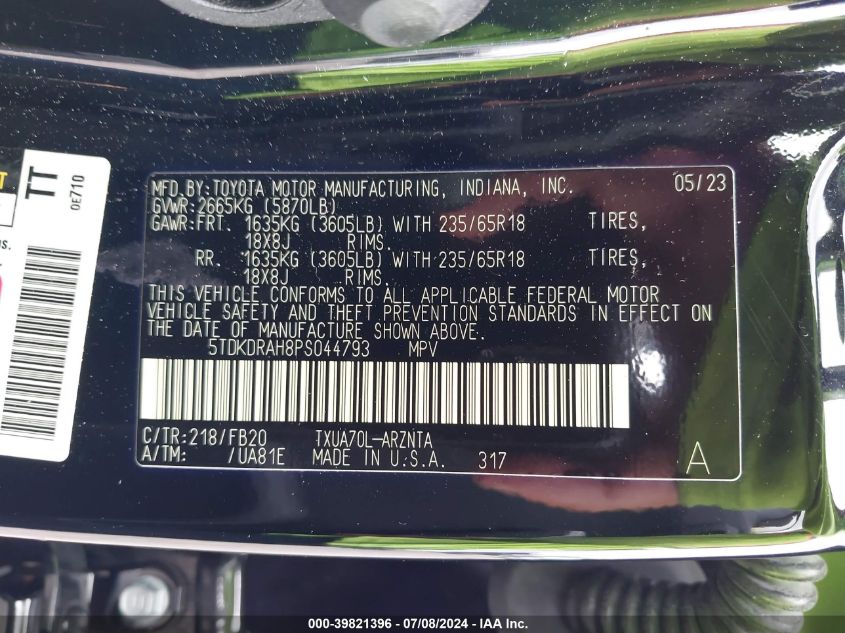 TT
0E710
MFD.BY:TOYOTA MOTOR MANUFACTURING, INDIANA, INC. 05/23
GVWR:2665KG (5870LB)
GAWR:FRT. 1635KG (3605LB) WITH 235/65R18 TIRES,
18X8J RIMS.
RR. 1635KG (3605LB) WITH 235/65R18 TIRES,
18X8J RIMS.
THIS VEHICLE CONFORMS TO ALL APPLICABLE FEDERAL MOTOR
VEHICLE SAFETY AND THEFT PREVENTION STANDARDS IN EFFECT ON
THE DATE OF MANUFACTURE SHOWN ABOVE.
5TDKDRAH8PS044793 MPV
C/TR:218/FB20 TXUA70L-ARZNTA
A/TM: /UA81E MADE IN U.S.A. 317 A
000-39821396 - 07/08/2024 - IAA Inc.